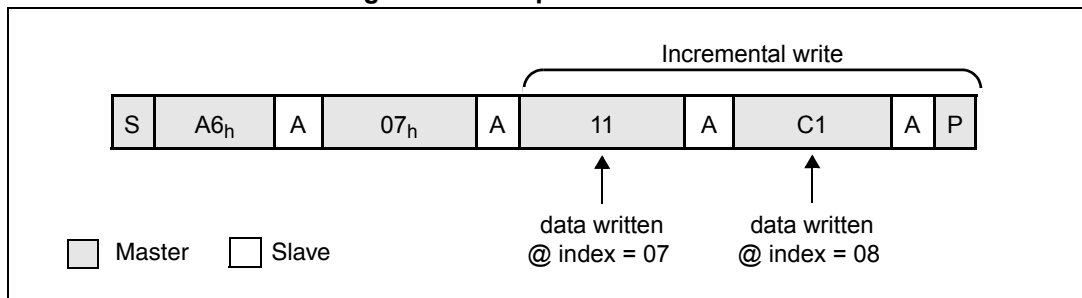 Incremental write
S A6h A 07h A 11 A C1 A P
data written data written
@ index = 07 @ index = 08
Master Slave